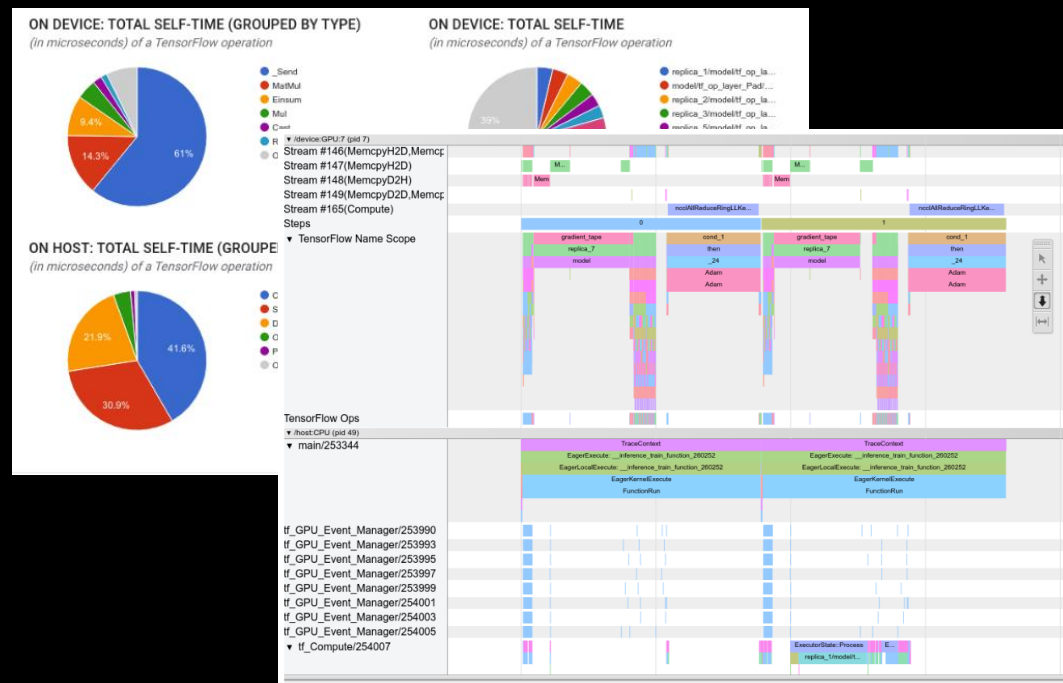 ON DEVICE: TOTAL SELF-TIME (GROUPED BY TYPE)
(in microseconds) of a TensorFlow operation
_Send
MatMul
Einsum
Mul
Cast
R
O
61%
14.3%
9.4%
ON DEVICE: TOTAL SELF-TIME
(in microseconds) of a TensorFlow operation
39%
replica_1/model/tf_op_la...
model/tf_op_layer_Pad/...
replica_2/model/tf_op_la...
replica_3/model/tf_op_la...
replica_5/model/tf_op_la...
ON HOST: TOTAL SELF-TIME (GROUPE
(in microseconds) of a TensorFlow operation
41.6%
30.9%
21.9%
O
S
D
O
P
O
▾ /device:GPU:7 (pid 7)
Stream #146(MemcpyH2D,Memcp
Stream #147(MemcpyH2D)
M...
M...
Stream #148(MemcpyD2H)
Mem
Mem
Stream #149(MemcpyD2D,Memcp
Stream #165(Compute)
ncclAllReduceRingLLKe...
ncclAllReduceRingLLKe...
Steps
0
1
▾ TensorFlow Name Scope
gradient_tape
cond_1
gradient_tape
cond_1
replica_7
then
replica_7
then
model
_24
model
_24
Adam
Adam
Adam
Adam
TensorFlow Ops
▾ /host:CPU (pid 49)
▾ main/253344
TraceContext
TraceContext
EagerExecute: __inference_train_function_260252
EagerExecute: __inference_train_function_260252
EagerLocalExecute: __inference_train_function_260252
EagerLocalExecute: __inference_train_function_260252
EagerKernelExecute
EagerKernelExecute
FunctionRun
FunctionRun
tf_GPU_Event_Manager/253990
tf_GPU_Event_Manager/253993
tf_GPU_Event_Manager/253995
tf_GPU_Event_Manager/253997
tf_GPU_Event_Manager/253999
tf_GPU_Event_Manager/254001
tf_GPU_Event_Manager/254003
tf_GPU_Event_Manager/254005
▾ tf_Compute/254007
ExecutorState::Process
E...
replica_1/model/t...